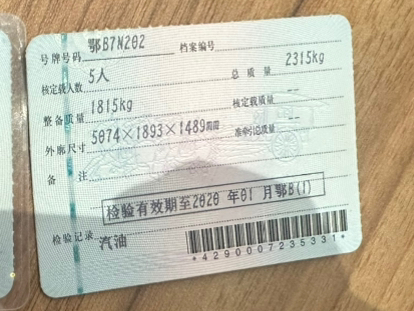 号牌号码 鄂B7N202 档案编号
核定载人数 5人 总质量 2315kg
整备质量 1815kg 核定载质量 --
外廓尺寸 5074×1893×1489mm 准牵引总质量 --
备注
检验有效期至2020年01月鄂B(1)
检验记录 汽油
*4290007235331*